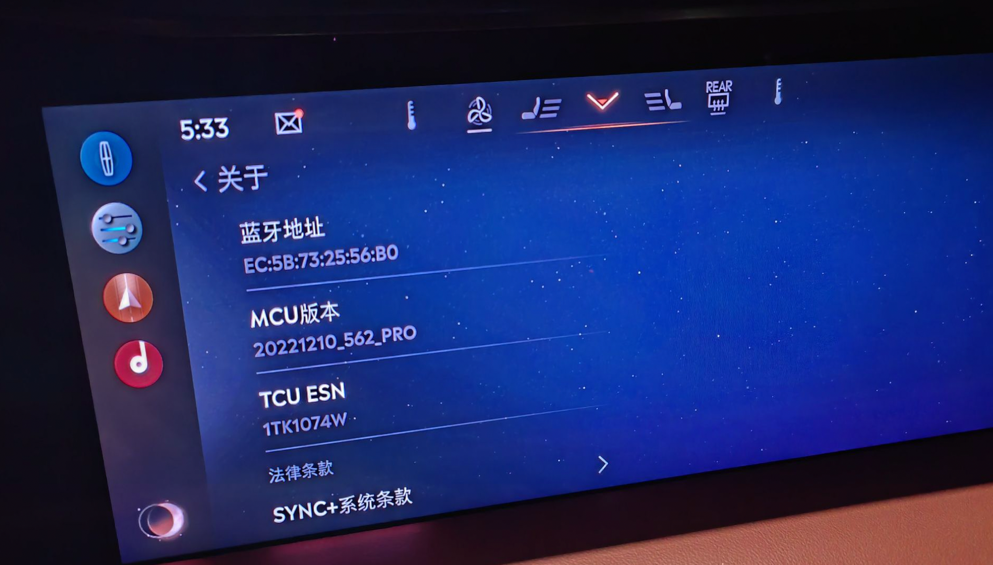 5:33
REAR
关于
蓝牙地址
EC:5B:73:25:56:B0
MCU版本
20221210_562_PRO
TCU ESN
1TK1074W
法律条款
SYNC+系统条款